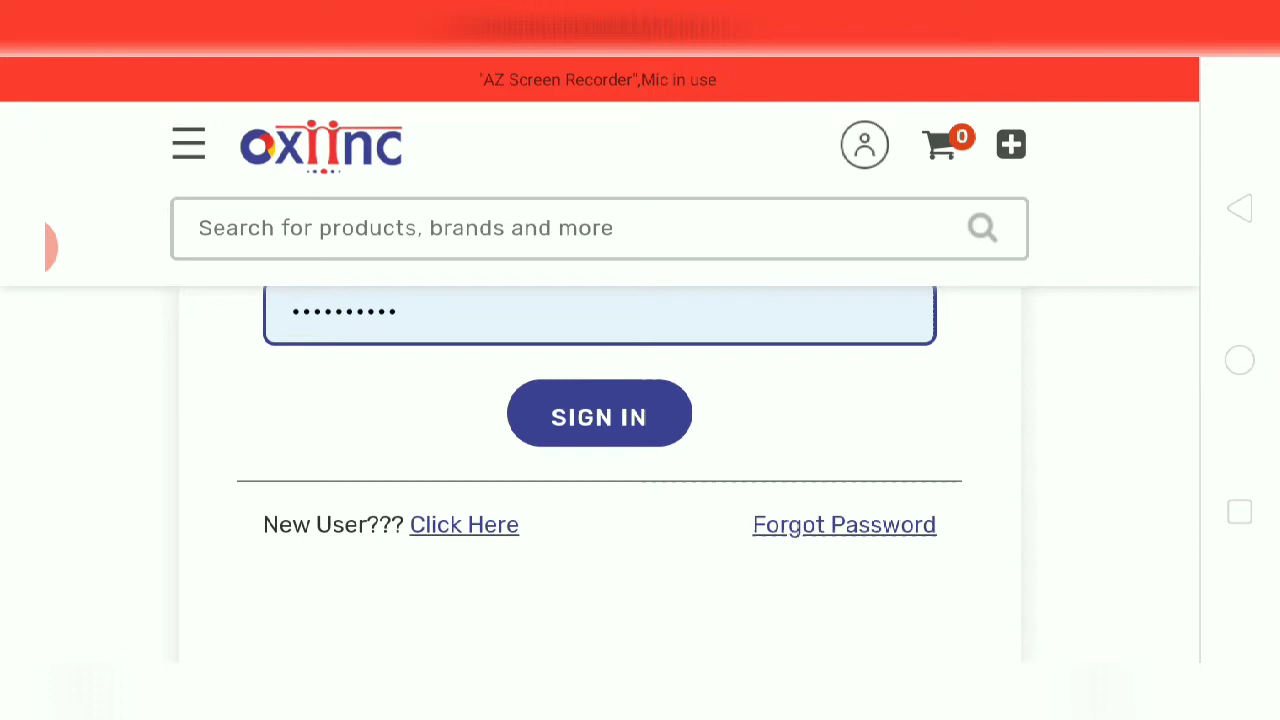 "AZ Screen Recorder",Mic in use
oxiinc
0
Search for products, brands and more
••••••••••
SIGN IN
New User??? Click Here
Forgot Password